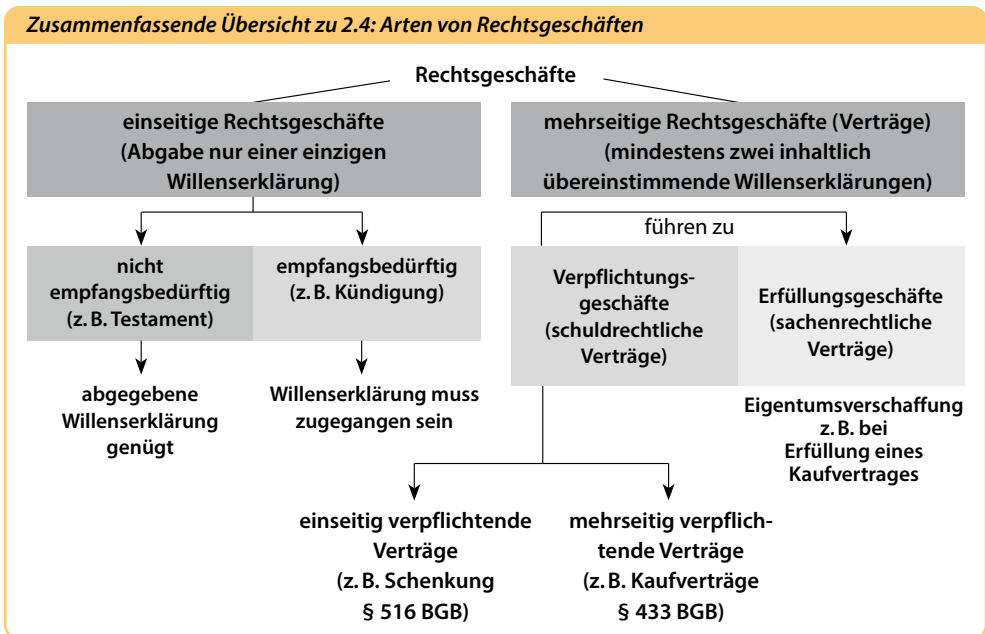 Zusammenfassende Übersicht zu 2.4: Arten von Rechtsgeschäften
Rechtsgeschäfte
einseitige Rechtsgeschäfte
(Abgabe nur einer einzigen
Willenserklärung)
mehrseitige Rechtsgeschäfte (Verträge)
(mindestens zwei inhaltlich
übereinstimmende Willenserklärungen)
führen zu
nicht
empfangsbedürftig
(z. B. Testament)
empfangsbedürftig
(z. B. Kündigung)
Verpflichtungs-
geschäfte
(schuldrechtliche
Verträge)
Erfüllungsgeschäfte
(sachenrechtliche
Verträge)
abgegebene
Willenserklärung
genügt
Willenserklärung muss
zugegangen sein
Eigentumsverschaffung
z. B. bei
Erfüllung eines
Kaufvertrages
einseitig verpflichtende
Verträge
(z. B. Schenkung
§ 516 BGB)
mehrseitig verpflich-
tende Verträge
(z. B. Kaufverträge
§ 433 BGB)